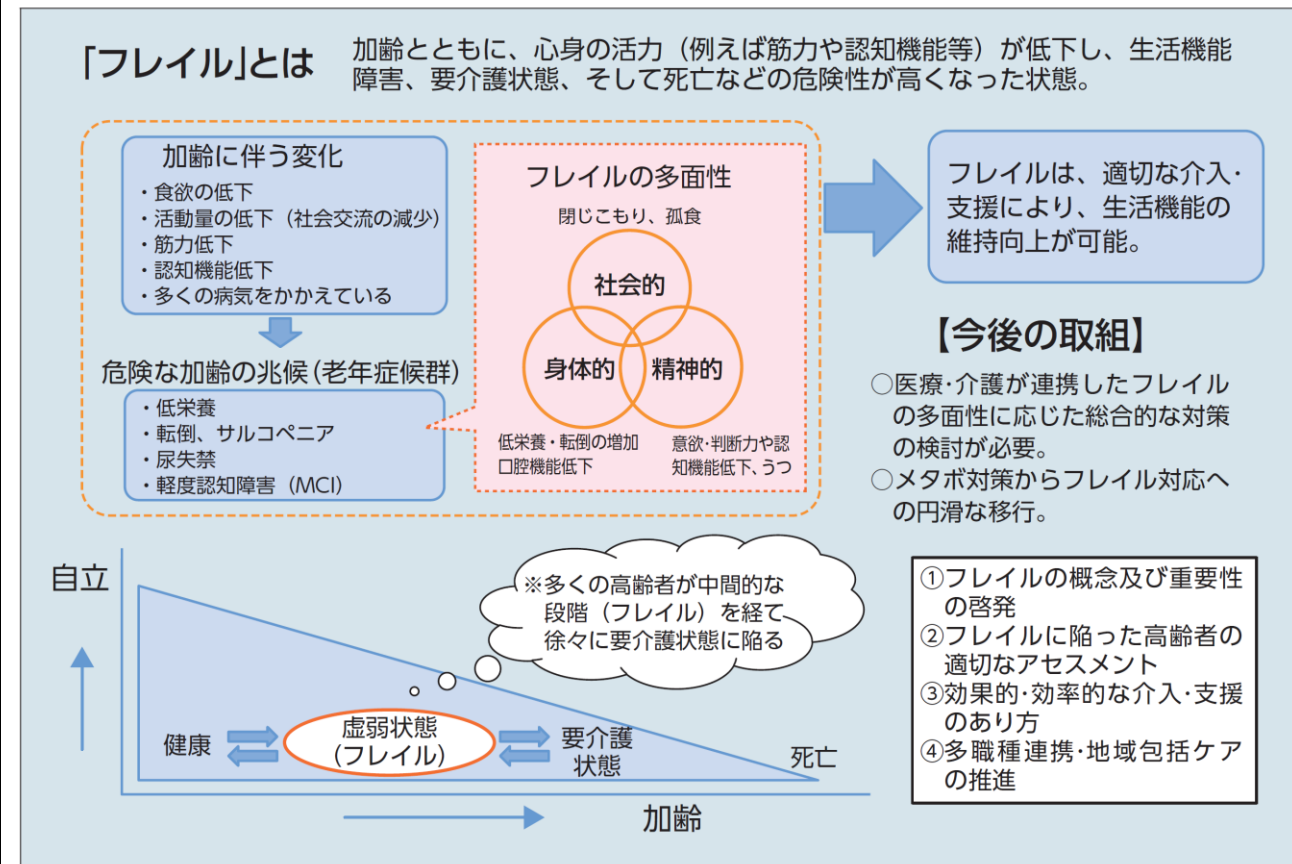 「フレイル」とは
加齢とともに、心身の活力（例えば筋力や認知機能等）が低下し、生活機能
障害、要介護状態、そして死亡などの危険性が高くなった状態。
加齢に伴う変化
・食欲の低下
・活動量の低下（社会交流の減少）
・筋力低下
・認知機能低下
・多くの病気をかかえている
危険な加齢の兆候（老年症候群）
・低栄養
・転倒、サルコペニア
・尿失禁
・軽度認知障害（MCI）
フレイルの多面性
閉じこもり、孤食
社会的
身体的
精神的
低栄養・転倒の増加
口腔機能低下
意欲・判断力や認
知機能低下、うつ
フレイルは、適切な介入・
支援により、生活機能の
維持向上が可能。
【今後の取組】
○医療・介護が連携したフレイル
の多面性に応じた総合的な対策
の検討が必要。
○メタボ対策からフレイル対応へ
の円滑な移行。
①フレイルの概念及び重要性
の啓発
②フレイルに陥った高齢者の
適切なアセスメント
③効果的・効率的な介入・支援
のあり方
④多職種連携・地域包括ケア
の推進
自立
※多くの高齢者が中間的な
段階（フレイル）を経て
徐々に要介護状態に陥る
健康
虚弱状態
（フレイル）
要介護
状態
死亡
加齢